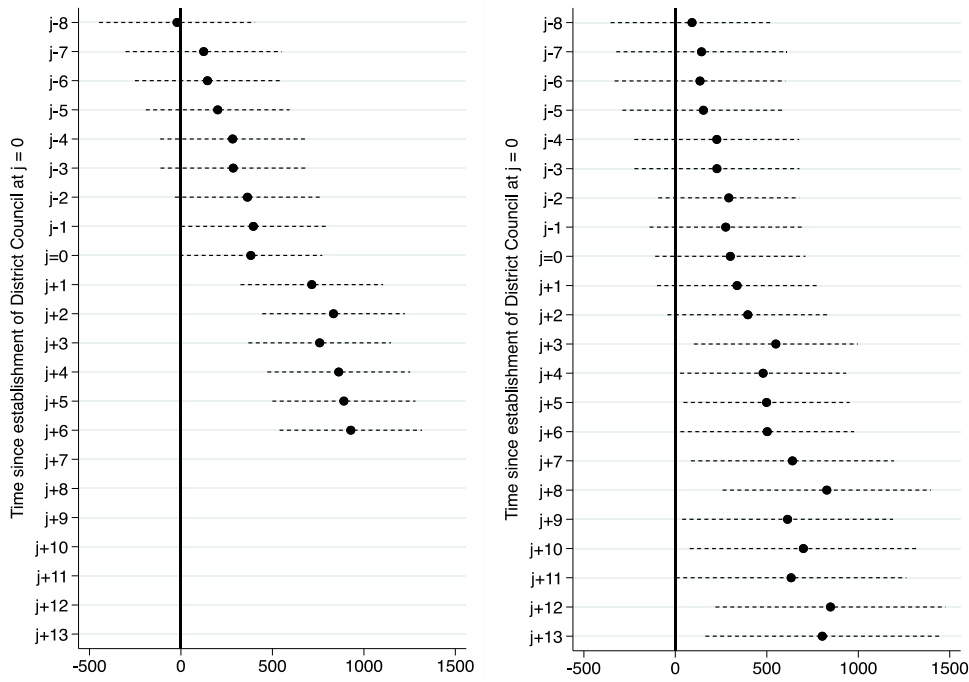 Time since establishment of District Council at j = 0
j-8
j-7
j-6
j-5
j-4
j-3
j-2
j-1
j=0
j+1
j+2
j+3
j+4
j+5
j+6
j+7
j+8
j+9
j+10
j+11
j+12
j+13
-500 0 500 1000 1500
Time since establishment of District Council at j = 0
j-8
j-7
j-6
j-5
j-4
j-3
j-2
j-1
j=0
j+1
j+2
j+3
j+4
j+5
j+6
j+7
j+8
j+9
j+10
j+11
j+12
j+13
-500 0 500 1000 1500